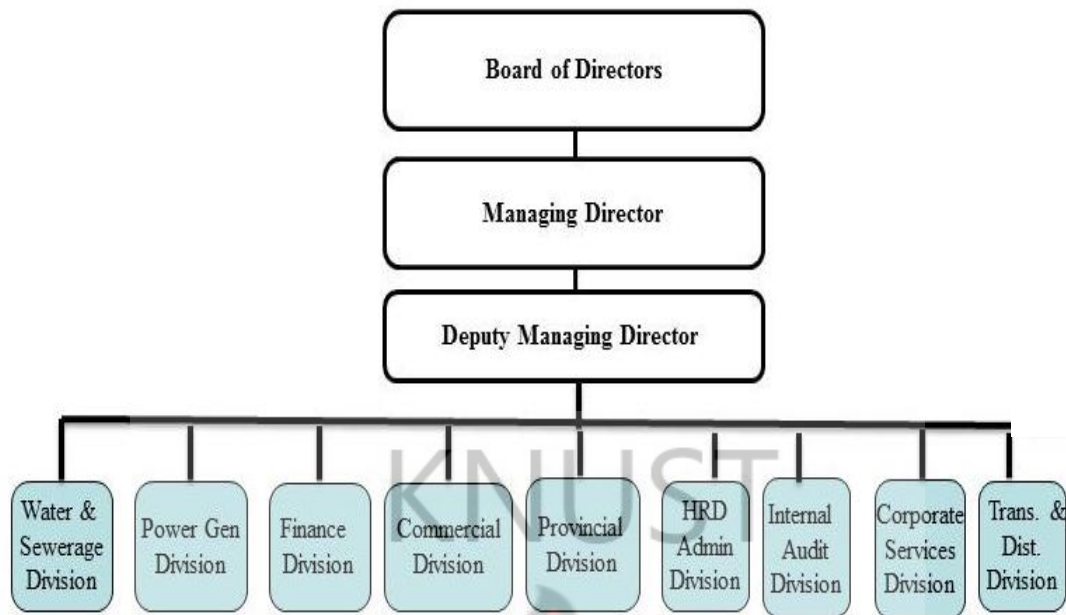 Board of Directors
Managing Director
Deputy Managing Director
KNUST
Water &
Sewerage
Division
Power Gen
Division
Finance
Division
Commercial
Division
Provincial
Division
HRD
Admin
Division
Internal
Audit
Division
Corporate
Services
Division
Trans. &
Dist.
Division